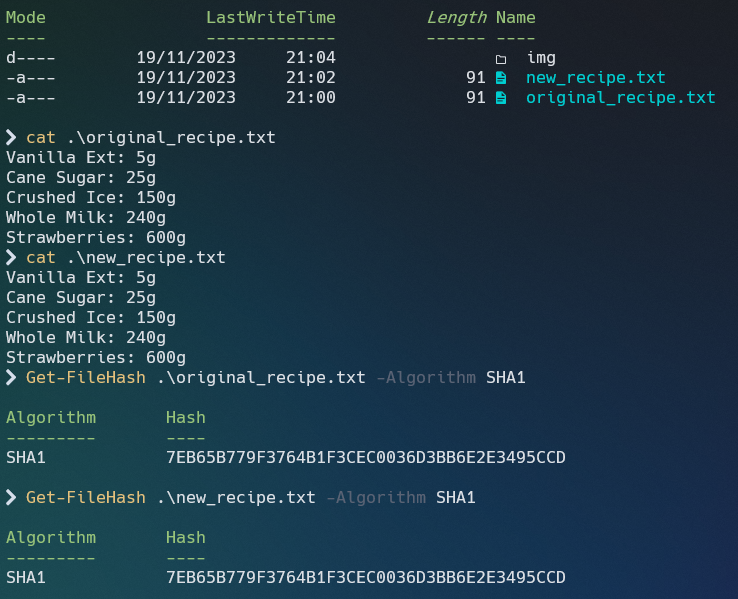 Mode LastWriteTime Length Name
---- ------------- ------ ----
d---- 19/11/2023 21:04 img
-a--- 19/11/2023 21:02 91 new_recipe.txt
-a--- 19/11/2023 21:00 91 original_recipe.txt
❯ cat .\original_recipe.txt
Vanilla Ext: 5g
Cane Sugar: 25g
Crushed Ice: 150g
Whole Milk: 240g
Strawberries: 600g
❯ cat .\new_recipe.txt
Vanilla Ext: 5g
Cane Sugar: 25g
Crushed Ice: 150g
Whole Milk: 240g
Strawberries: 600g
❯ Get-FileHash .\original_recipe.txt -Algorithm SHA1
Algorithm Hash
--------- ----
SHA1 7EB65B779F3764B1F3CEC0036D3BB6E2E3495CCD
❯ Get-FileHash .\new_recipe.txt -Algorithm SHA1
Algorithm Hash
--------- ----
SHA1 7EB65B779F3764B1F3CEC0036D3BB6E2E3495CCD